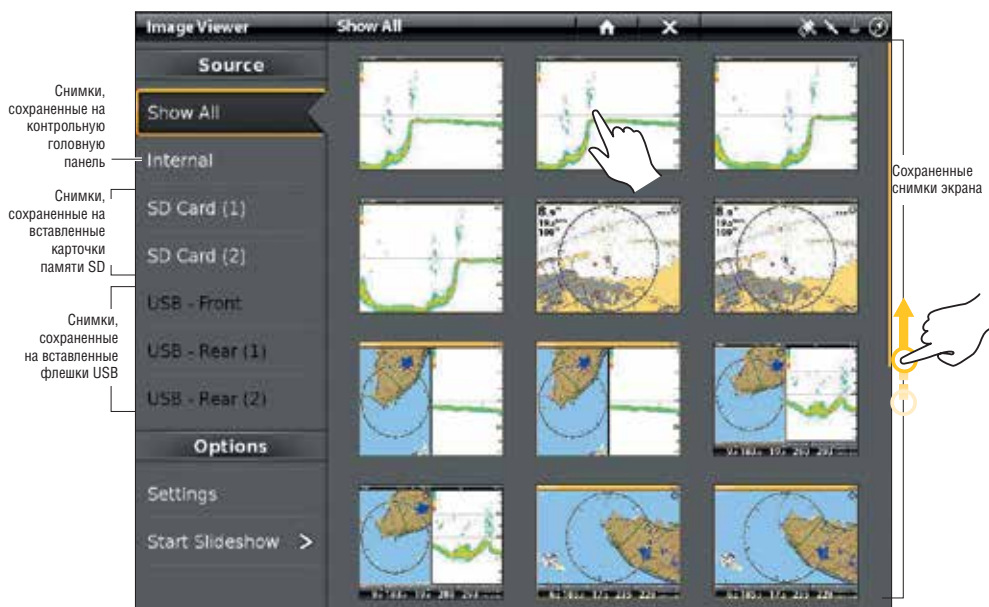 Image Viewer
Show All
Source
Show All
Internal
SD Card (1)
SD Card (2)
USB - Front
USB - Rear (1)
USB - Rear (2)
Options
Settings
Start Slideshow >
Снимки,
сохраненные на
контрольную
головную
панель
Снимки,
сохраненные на
вставленные
карточки
памяти SD
Снимки,
сохраненные
на вставленные
флешки USB
Сохраненные
снимки экрана